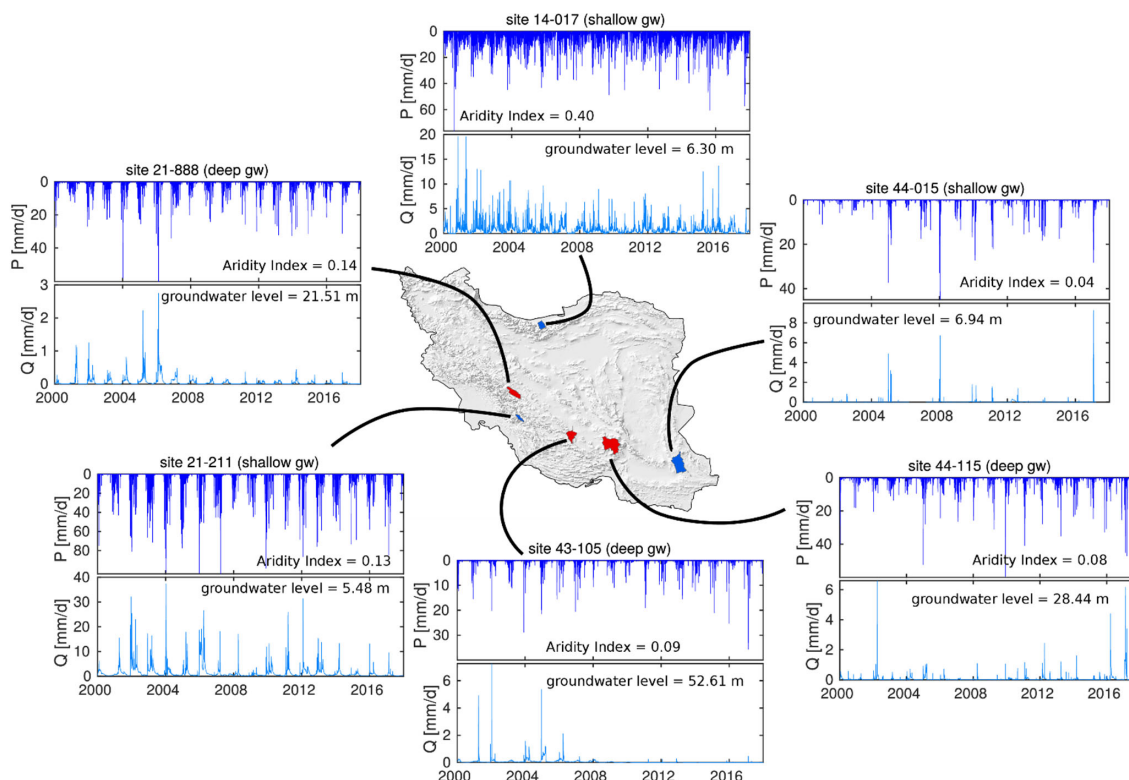 site 14-017 (shallow gw)
0
20
40
60
P [mm/d]
Aridity Index = 0.40
20
15
10
5
0
Q [mm/d]
groundwater level = 6.30 m
2000 2004 2008 2012 2016
site 21-888 (deep gw)
0
20
40
P [mm/d]
Aridity Index = 0.14
3
2
1
0
Q [mm/d]
groundwater level = 21.51 m
2000 2004 2008 2012 2016
site 44-015 (shallow gw)
0
20
40
P [mm/d]
Aridity Index = 0.04
8
6
4
2
0
Q [mm/d]
groundwater level = 6.94 m
2000 2004 2008 2012 2016
site 21-211 (shallow gw)
0
20
40
60
80
P [mm/d]
Aridity Index = 0.13
40
30
20
10
0
Q [mm/d]
groundwater level = 5.48 m
2000 2004 2008 2012 2016
site 43-105 (deep gw)
0
10
20
30
P [mm/d]
Aridity Index = 0.09
6
4
2
0
Q [mm/d]
groundwater level = 52.61 m
2000 2004 2008 2012 2016
site 44-115 (deep gw)
0
20
40
P [mm/d]
Aridity Index = 0.08
6
4
2
0
Q [mm/d]
groundwater level = 28.44 m
2000 2004 2008 2012 2016